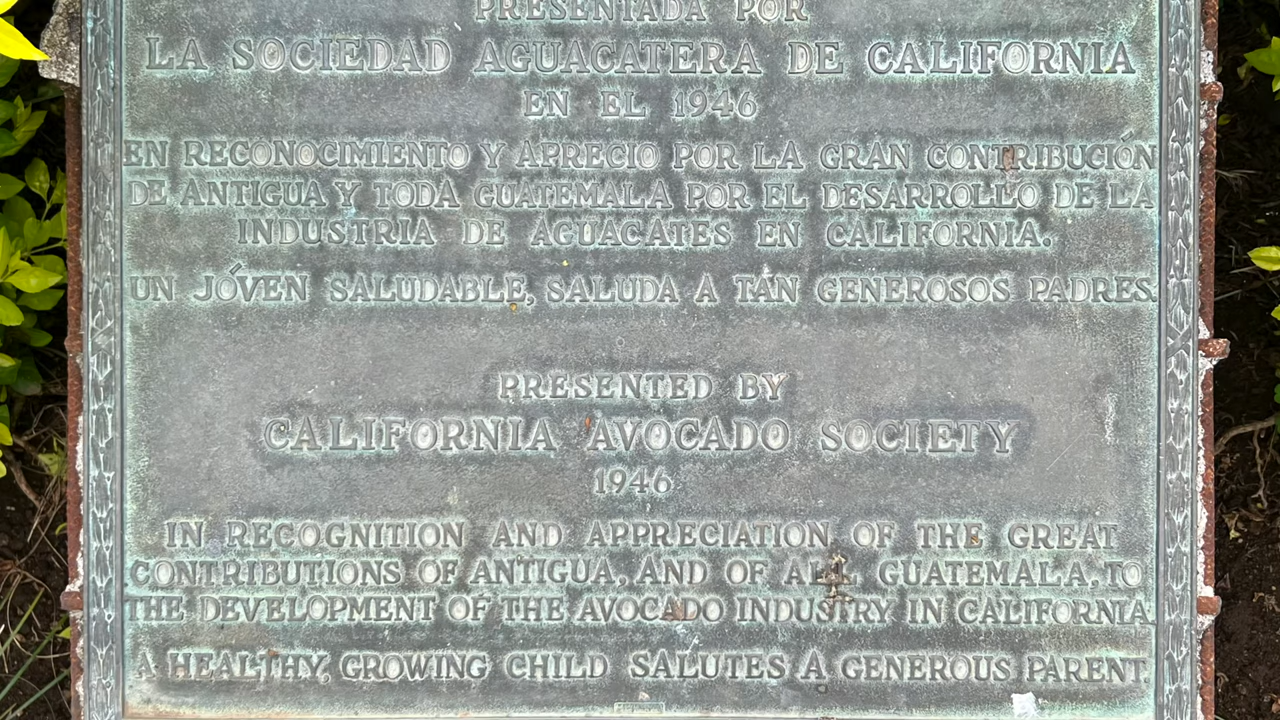 PRESENTADA POR
LA SOCIEDAD AGUACATERA DE CALIFORNIA
EN EL 1946
EN RECONOCIMIENTO Y APRECIO POR LA GRAN CONTRIBUCIÓN
DE ANTIGUA Y TODA GUATEMALA POR EL DESARROLLO DE LA
INDUSTRIA DE AGUACATES EN CALIFORNIA.
UN JÓVEN SALUDABLE, SALUDA A TAN GENEROSOS PADRES.
PRESENTED BY
CALIFORNIA AVOCADO SOCIETY
1946
IN RECOGNITION AND APPRECIATION OF THE GREAT
CONTRIBUTIONS OF ANTIGUA, AND OF ALL GUATEMALA, TO
THE DEVELOPMENT OF THE AVOCADO INDUSTRY IN CALIFORNIA.
A HEALTHY, GROWING CHILD SALUTES A GENEROUS PARENT.